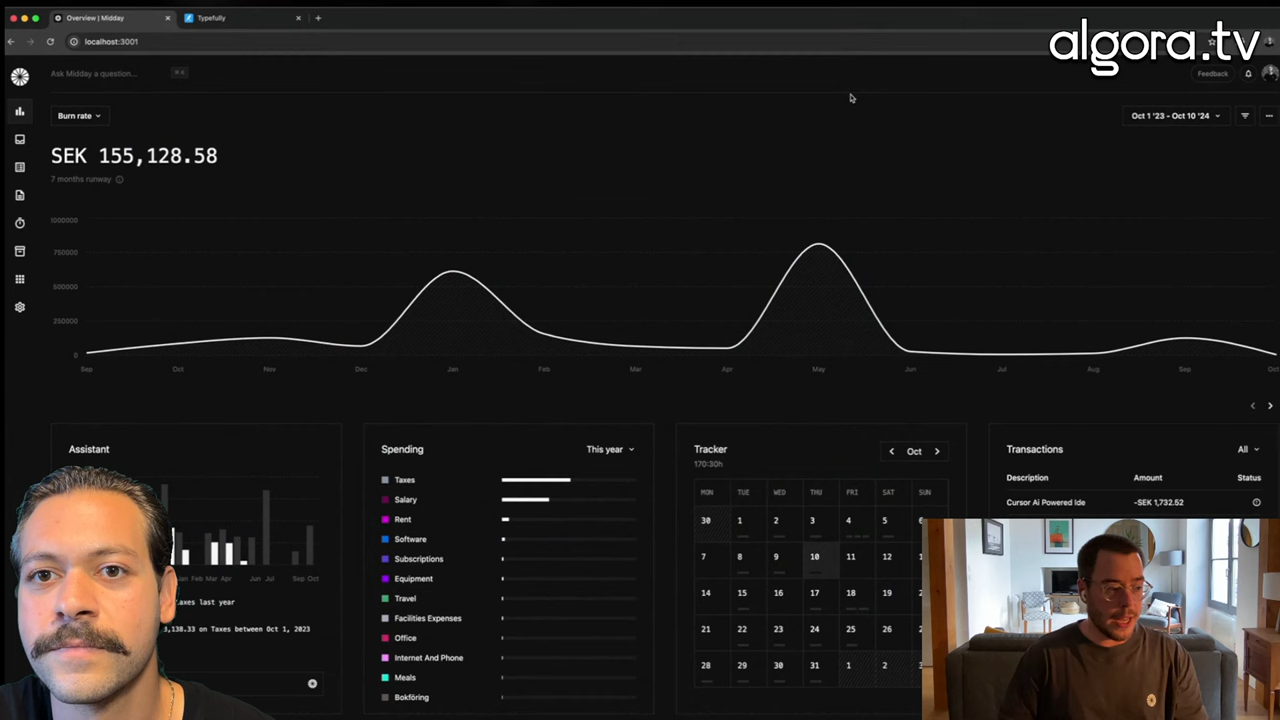 Overview | Midday
Typefully
localhost:3001
algora.tv
Ask Midday a question...
Feedback
Burn rate
Oct 1 '23 - Oct 10 '24
SEK 155,128.58
7 months runway
1000000
750000
500000
250000
0
Sep Oct Nov Dec Jan Feb Mar Apr May Jun Jul Aug Sep Oct
Assistant
Jan Feb Mar Apr Jun Jul Sep Oct
axes last year
,138.33 on Taxes between Oct 1, 2023
Spending
This year
Taxes
Salary
Rent
Software
Subscriptions
Equipment
Travel
Facilities Expenses
Office
Internet And Phone
Meals
Bokföring
Tracker
170:30h
Oct
MON TUE WED THU FRI SAT SUN
30 1 2 3 4 5
7 8 9 10 11 12
14 15 16 17 18 19
21 22 23 24 25 26
28 29 30 31 1 2
Transactions
All
Description Amount Status
Cursor Ai Powered Ide -SEK 1,732.52